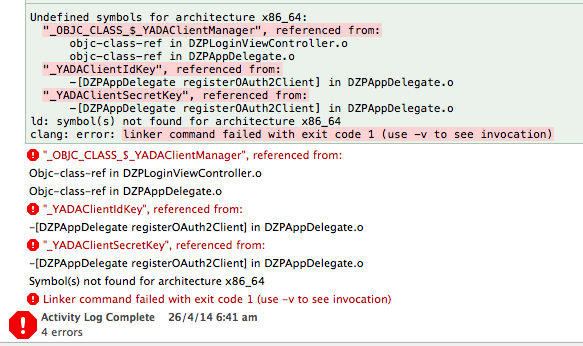 Undefined symbols for architecture x86_64:
"_OBJC_CLASS_$_YADAClientManager", referenced from:
objc-class-ref in DZPLoginViewController.o
objc-class-ref in DZPAppDelegate.o
"_YADAClientIdKey", referenced from:
-[DZPAppDelegate registerOAuth2Client] in DZPAppDelegate.o
"_YADAClientSecretKey", referenced from:
-[DZPAppDelegate registerOAuth2Client] in DZPAppDelegate.o
ld: symbol(s) not found for architecture x86_64
clang: error: linker command failed with exit code 1 (use -v to see invocation)
"_OBJC_CLASS_$_YADAClientManager", referenced from:
Objc-class-ref in DZPLoginViewController.o
Objc-class-ref in DZPAppDelegate.o
"_YADAClientIdKey", referenced from:
-[DZPAppDelegate registerOAuth2Client] in DZPAppDelegate.o
"_YADAClientSecretKey", referenced from:
-[DZPAppDelegate registerOAuth2Client] in DZPAppDelegate.o
Symbol(s) not found for architecture x86_64
Linker command failed with exit code 1 (use -v to see invocation)
Activity Log Complete 26/4/14 6:41 am
4 errors